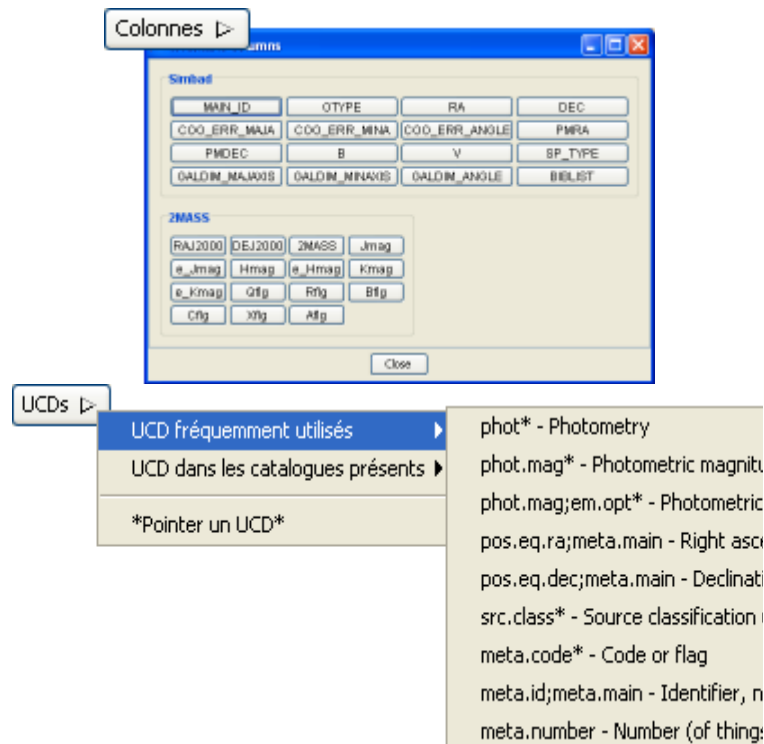 Colonnes
umns
Simbad
MAIN_ID OTYPE RA DEC
COO_ERR_MAJA COO_ERR_MINA COO_ERR_ANGLE PMRA
PMDEC B V SP_TYPE
GALDIM_MAJAXIS GALDIM_MINAXIS GALDIM_ANGLE BIBLIST
2MASS
RAJ2000 DEJ2000 2MASS Jmag
e_Jmag Hmag e_Hmag Kmag
e_Kmag Qflg Rflg Bflg
Cflg Xflg Aflg
Close
UCDs
UCD fréquemment utilisés
UCD dans les catalogues présents
*Pointer un UCD*
phot* - Photometry
phot.mag* - Photometric magnitu
phot.mag;em.opt* - Photometric
pos.eq.ra;meta.main - Right asce
pos.eq.dec;meta.main - Declinati
src.class* - Source classification
meta.code* - Code or flag
meta.id;meta.main - Identifier, n
meta.number - Number (of things